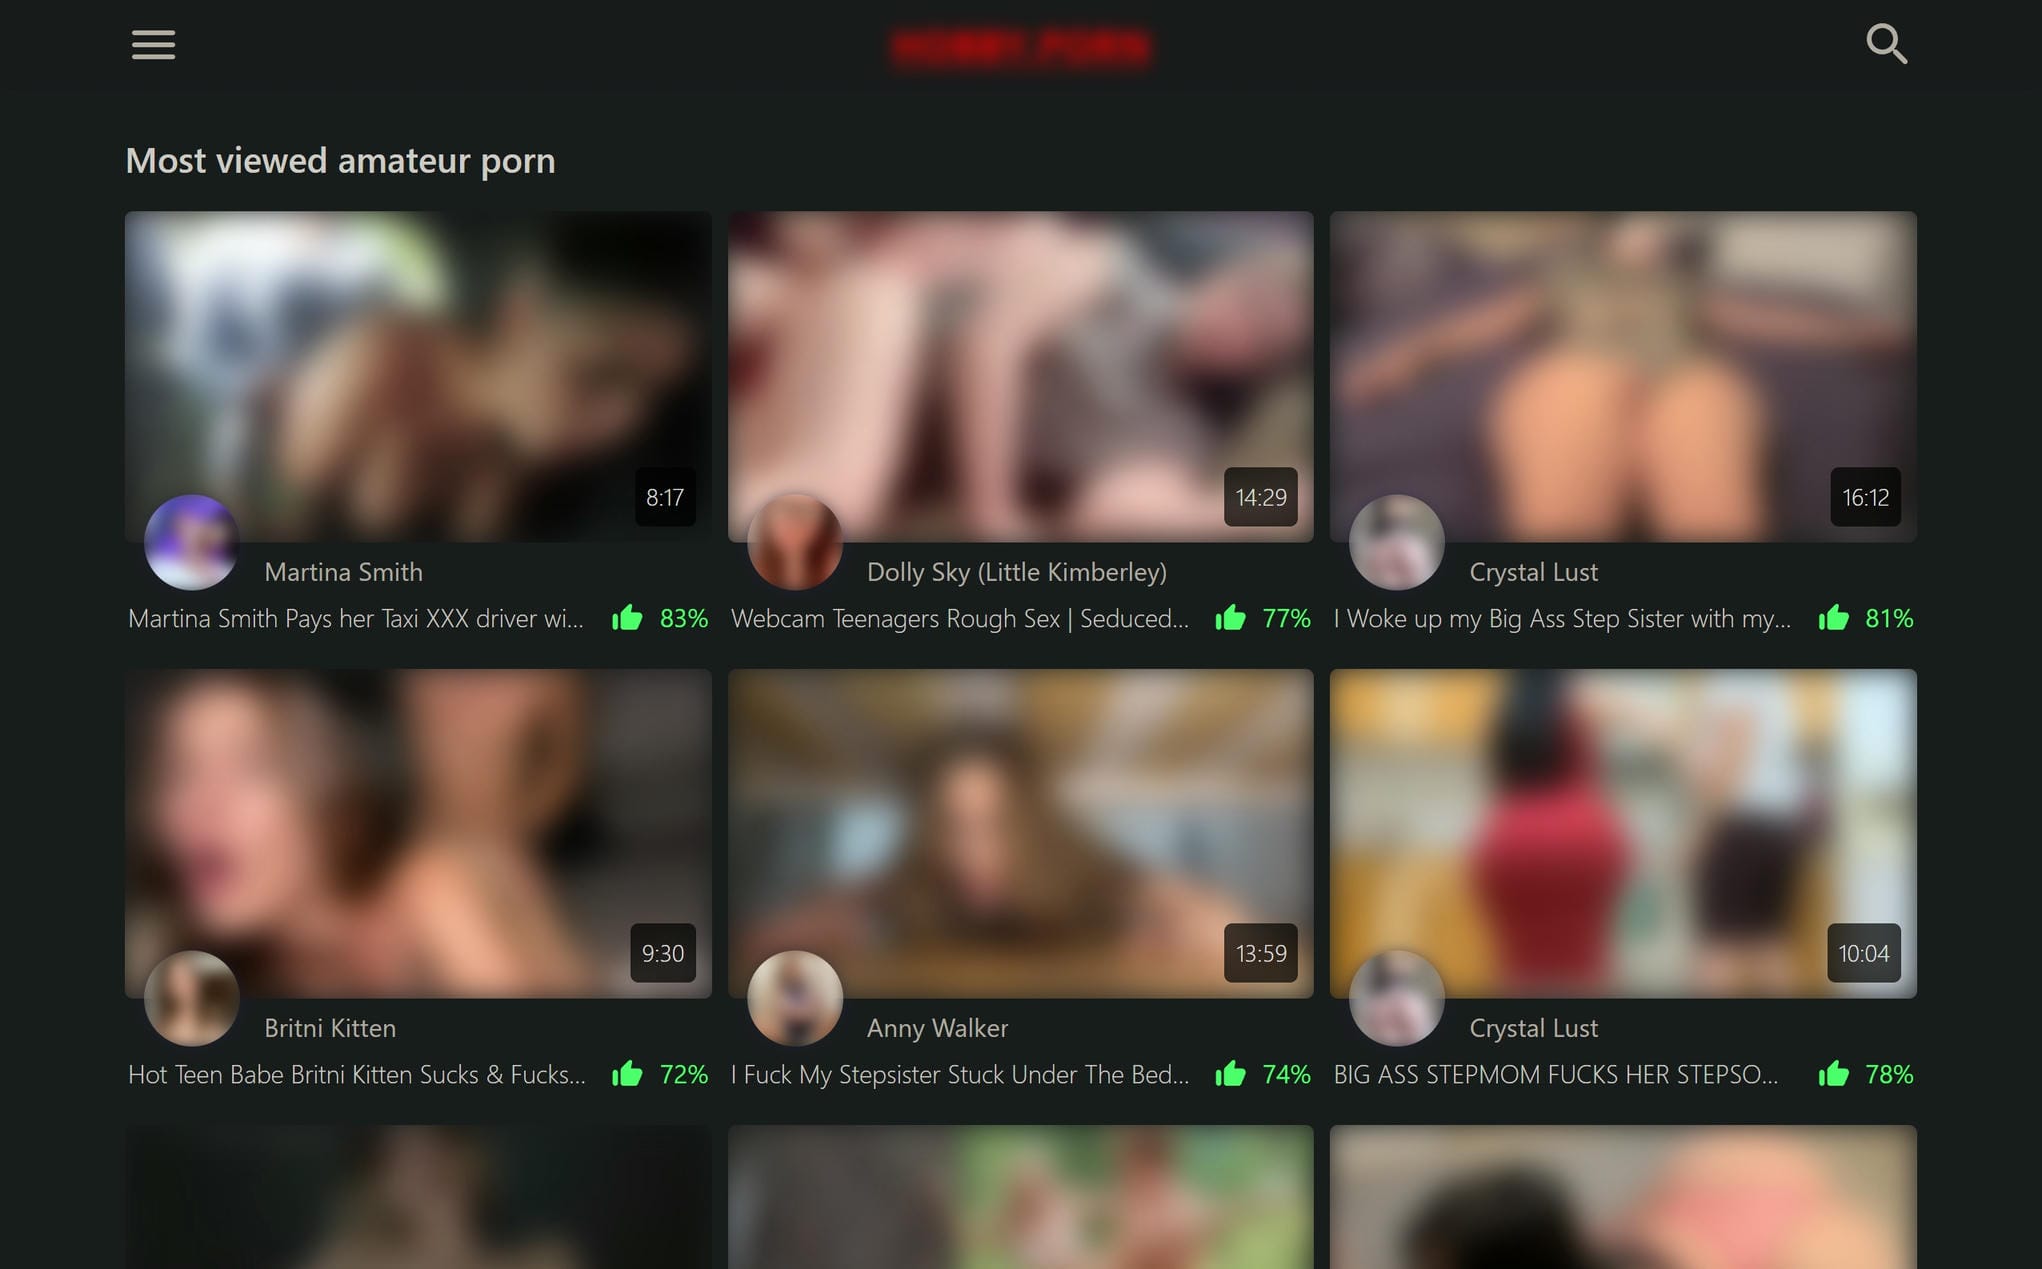 HOBBY.PORN
Most viewed amateur porn
8:17
14:29
16:12
Martina Smith
Dolly Sky (Little Kimberley)
Crystal Lust
Martina Smith Pays her Taxi XXX driver wi...
83%
Webcam Teenagers Rough Sex | Seduced...
77%
I Woke up my Big Ass Step Sister with my...
81%
9:30
13:59
10:04
Britni Kitten
Anny Walker
Crystal Lust
Hot Teen Babe Britni Kitten Sucks & Fucks...
72%
I Fuck My Stepsister Stuck Under The Bed...
74%
BIG ASS STEPMOM FUCKS HER STEPSO...
78%